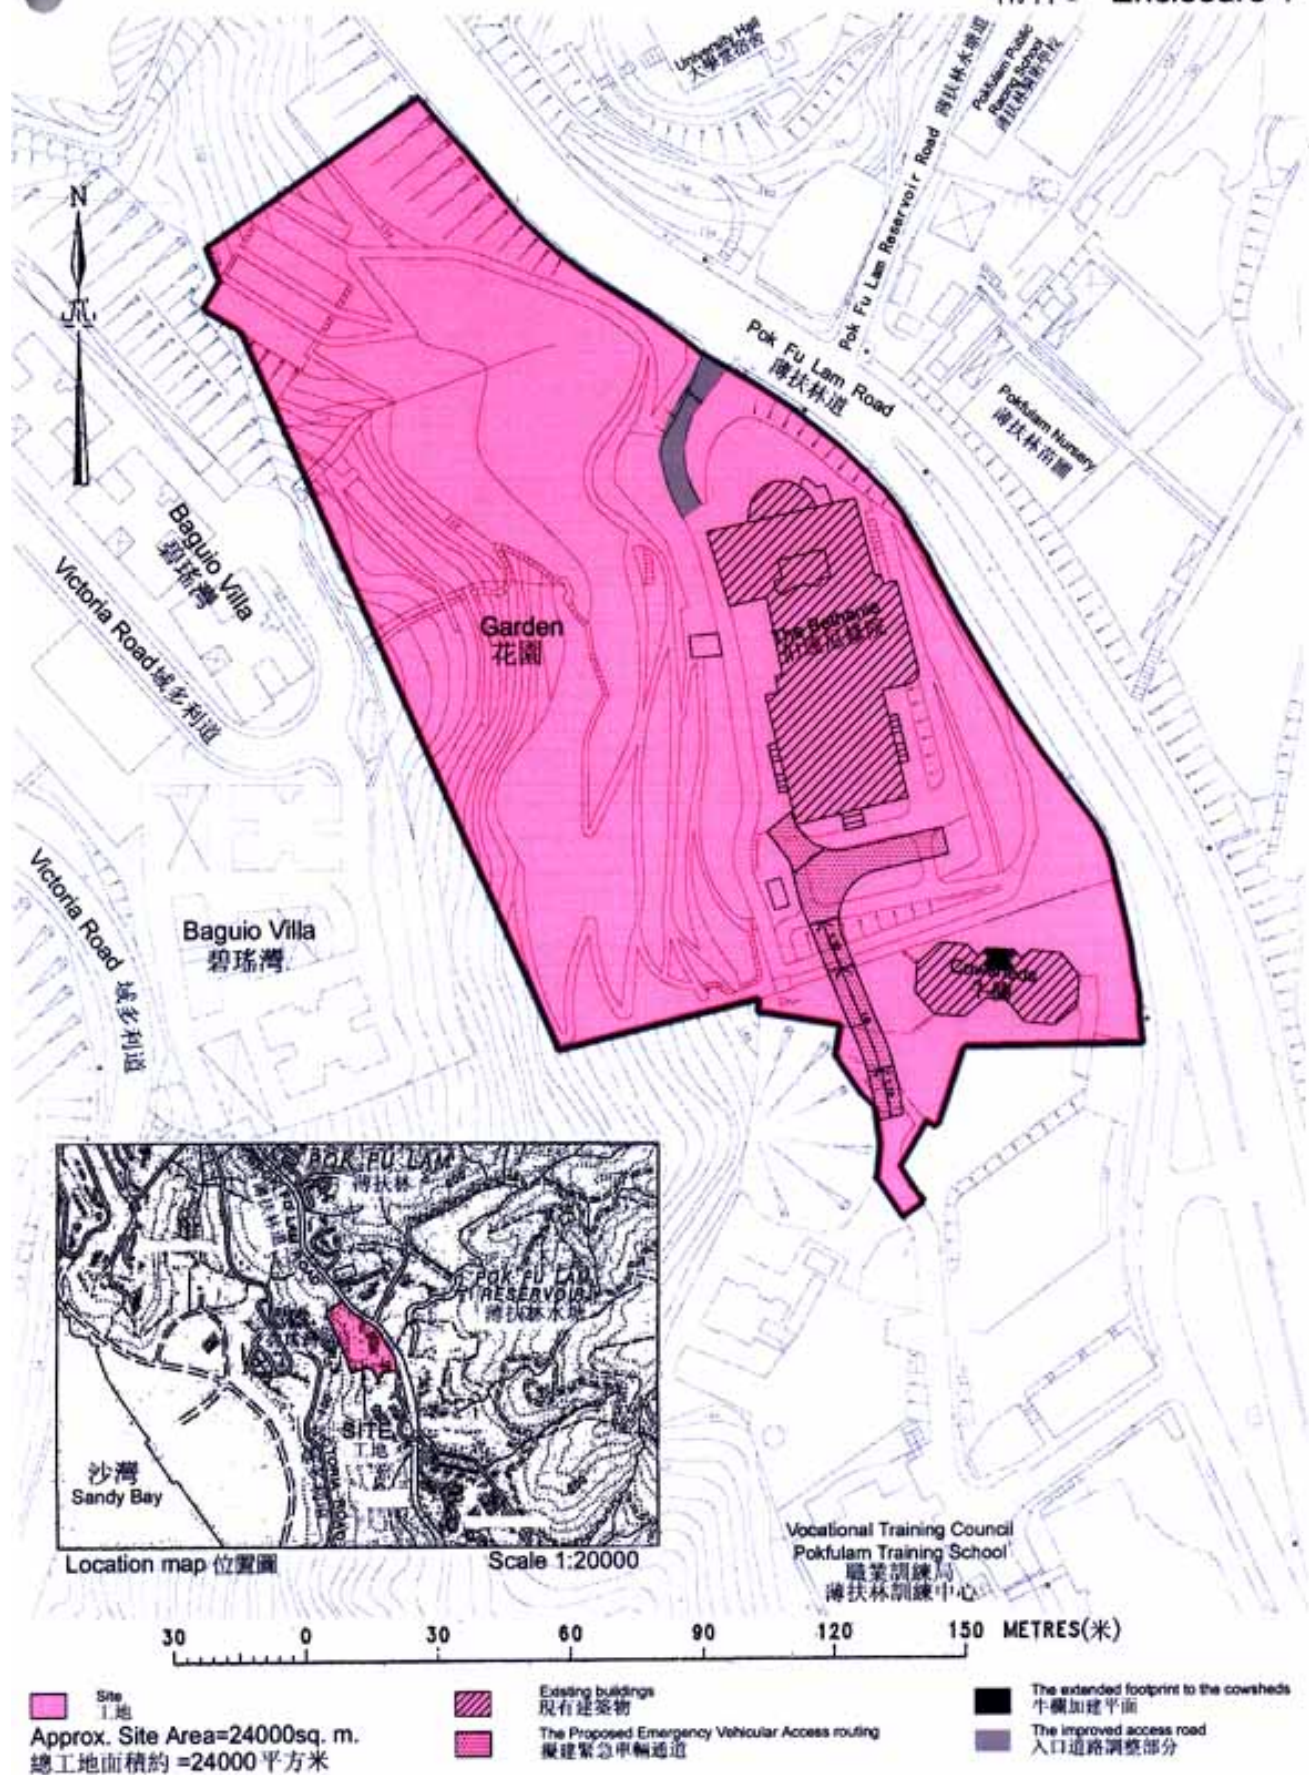 University Hall
大學堂宿舍
Pok Fu Lam Reservoir Road 薄扶林水塘道
Pokfulam Public
Riding School
N
北
Pok Fu Lam Road
薄扶林道
Pokfulam Nursery
薄扶林苗圃
Baguio Villa
碧瑤灣
Victoria Road 域多利道
Garden
花園
The Bethanie
Victoria Road 域多利道
Baguio Villa
碧瑤灣
Cowsheds
牛欄
POK FU LAM
薄扶林
POK FU LAM
RESERVOIR
薄扶林水塘
SITE
工地
VICTORIA ROAD
沙灣
Sandy Bay
Location map 位置圖
Scale 1:20000
Vocational Training Council
Pokfulam Training School
職業訓練局
薄扶林訓練中心
30 0 30 60 90 120 150 METRES(米)
Site
工地
Approx. Site Area=24000sq. m.
總工地面積約 =24000平方米
Existing buildings
現有建築物
The Proposed Emergency Vehicular Access routing
擬建緊急車輛通道
The extended footprint to the cowsheds
牛欄加建平面
The improved access road
入口道路調整部分